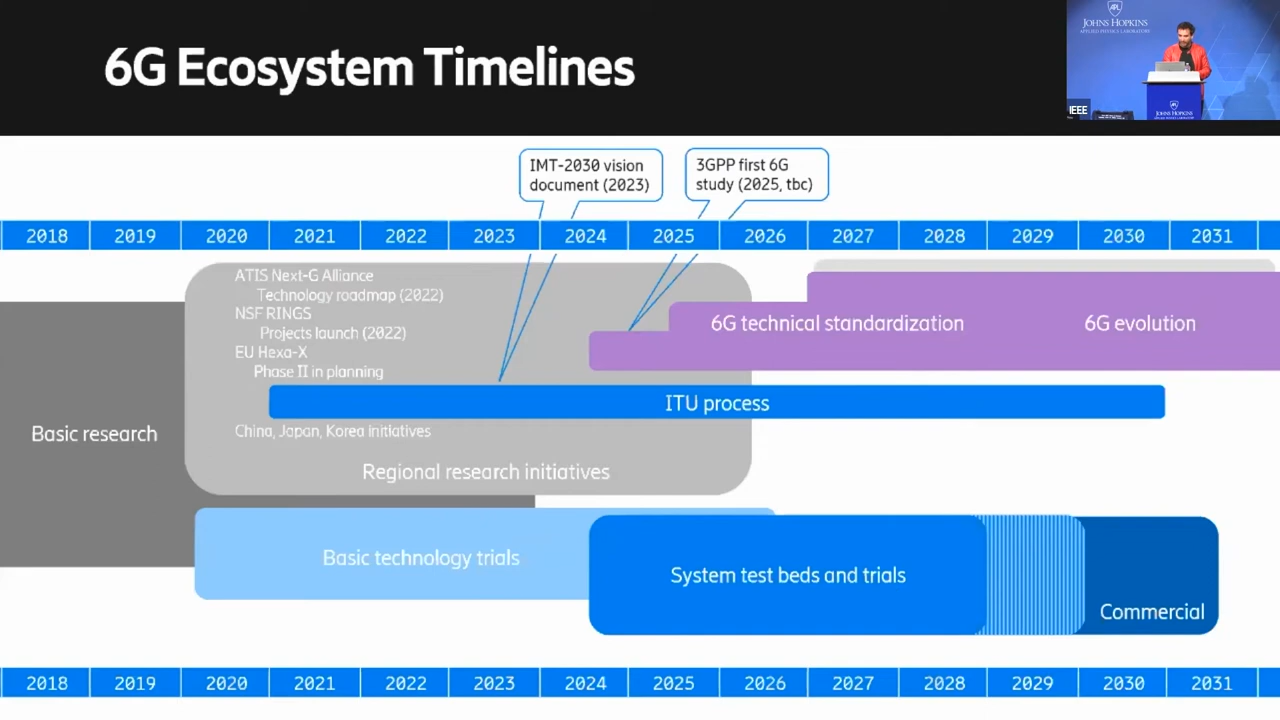 6G Ecosystem Timelines
APL
JOHNS HOPKINS
APPLIED PHYSICS LABORATORY
JOHNS HOPKINS
IEEE
IMT-2030 vision
document (2023)
3GPP first 6G
study (2025, tbc)
2018 2019 2020 2021 2022 2023 2024 2025 2026 2027 2028 2029 2030 2031
ATIS Next-G Alliance
Technology roadmap (2022)
NSF RINGS
Projects launch (2022)
EU Hexa-X
Phase II in planning
6G technical standardization
6G evolution
ITU process
China, Japan, Korea initiatives
Basic research
Regional research initiatives
Basic technology trials
System test beds and trials
Commercial
2018 2019 2020 2021 2022 2023 2024 2025 2026 2027 2028 2029 2030 2031